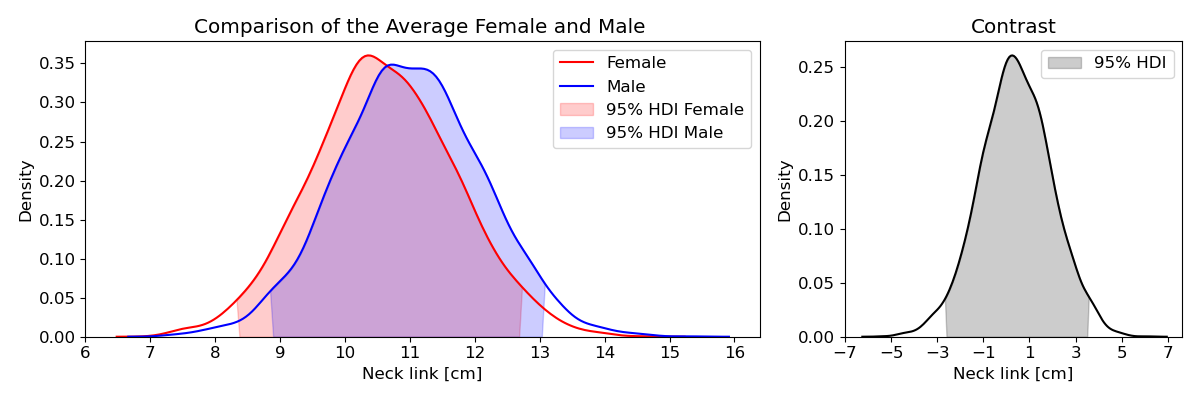 Comparison of the Average Female and Male
Density
0.35
0.30
0.25
0.20
0.15
0.10
0.05
0.00
6 7 8 9 10 11 12 13 14 15 16
Neck link [cm]
Female
Male
95% HDI Female
95% HDI Male
Contrast
Density
0.25
0.20
0.15
0.10
0.05
0.00
−7 −5 −3 −1 1 3 5 7
Neck link [cm]
95% HDI